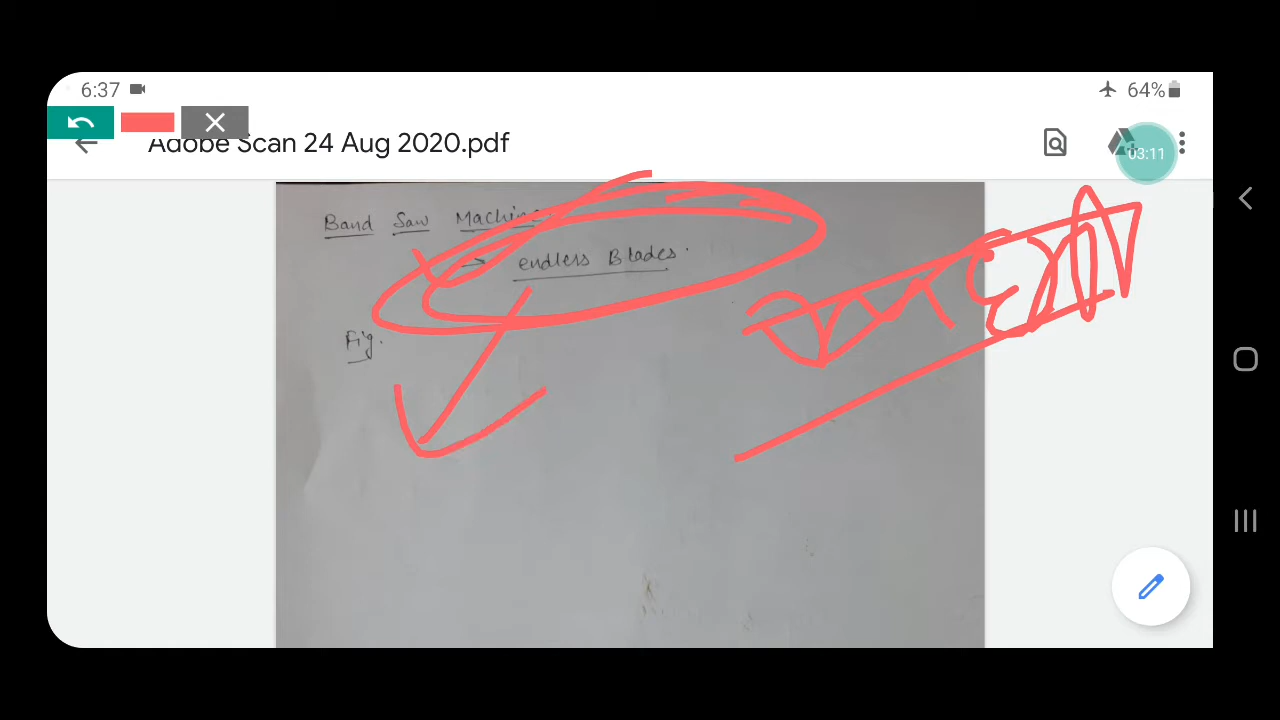 6:37
64%
Adobe Scan 24 Aug 2020.pdf
03:11
Band Saw Machine
→ endless Blades.
Fig.